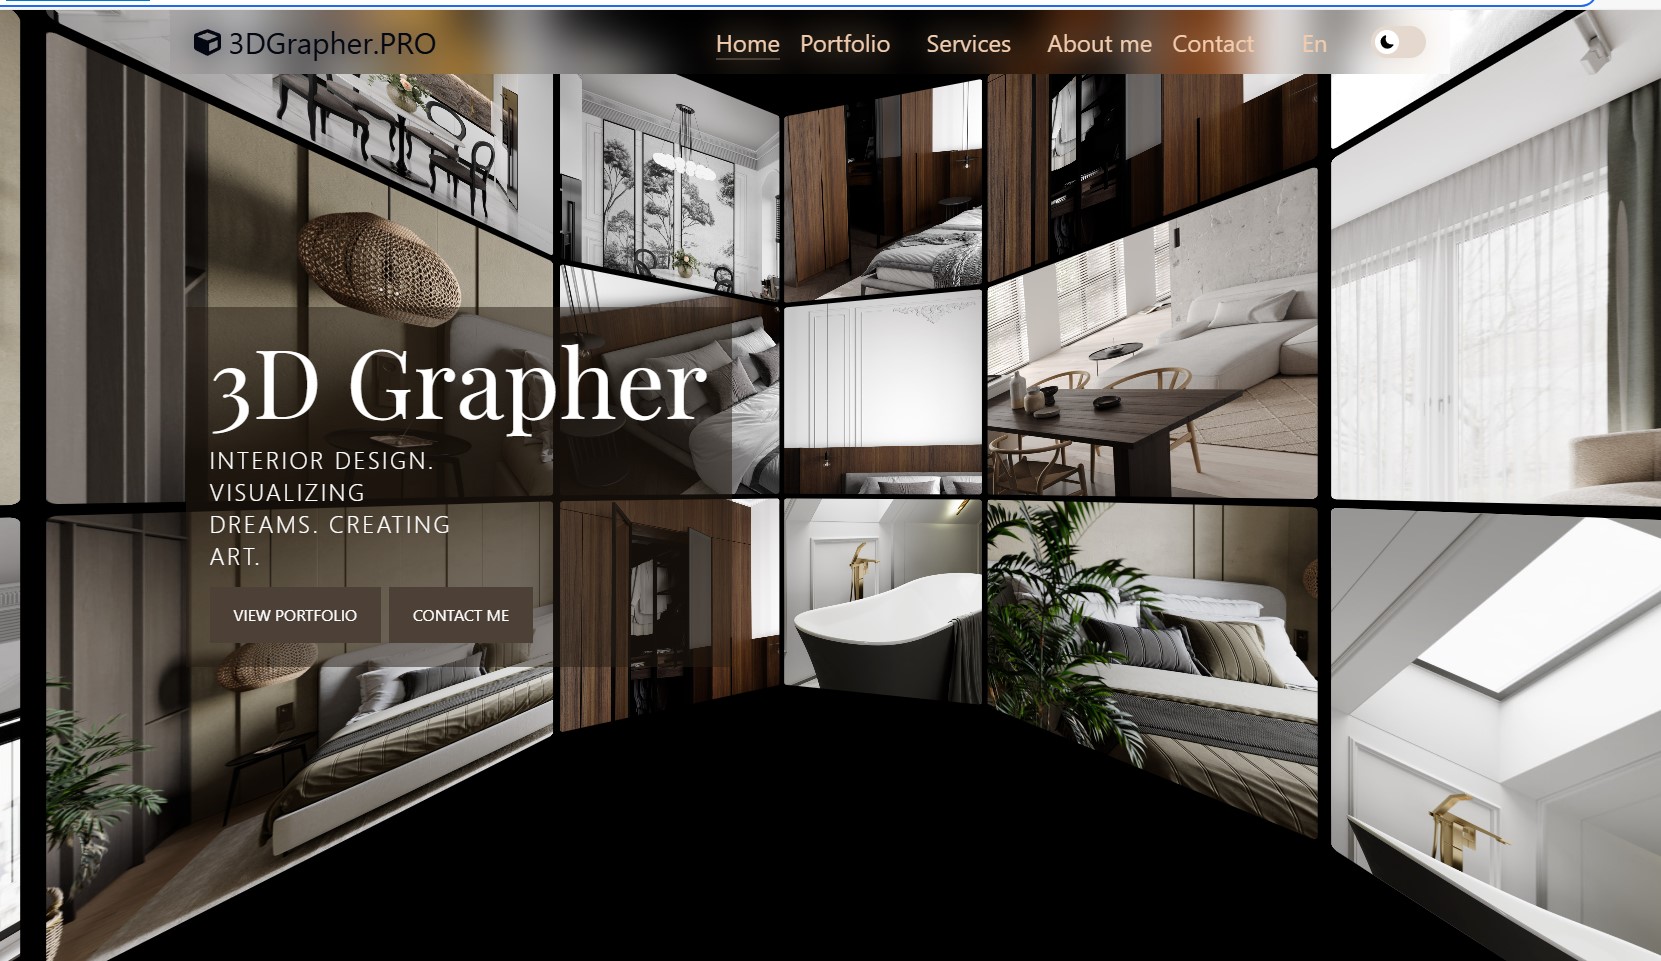 3DGrapher.PRO
Home Portfolio Services About me Contact En
3D Grapher
INTERIOR DESIGN.
VISUALIZING
DREAMS. CREATING
ART.
VIEW PORTFOLIO CONTACT ME